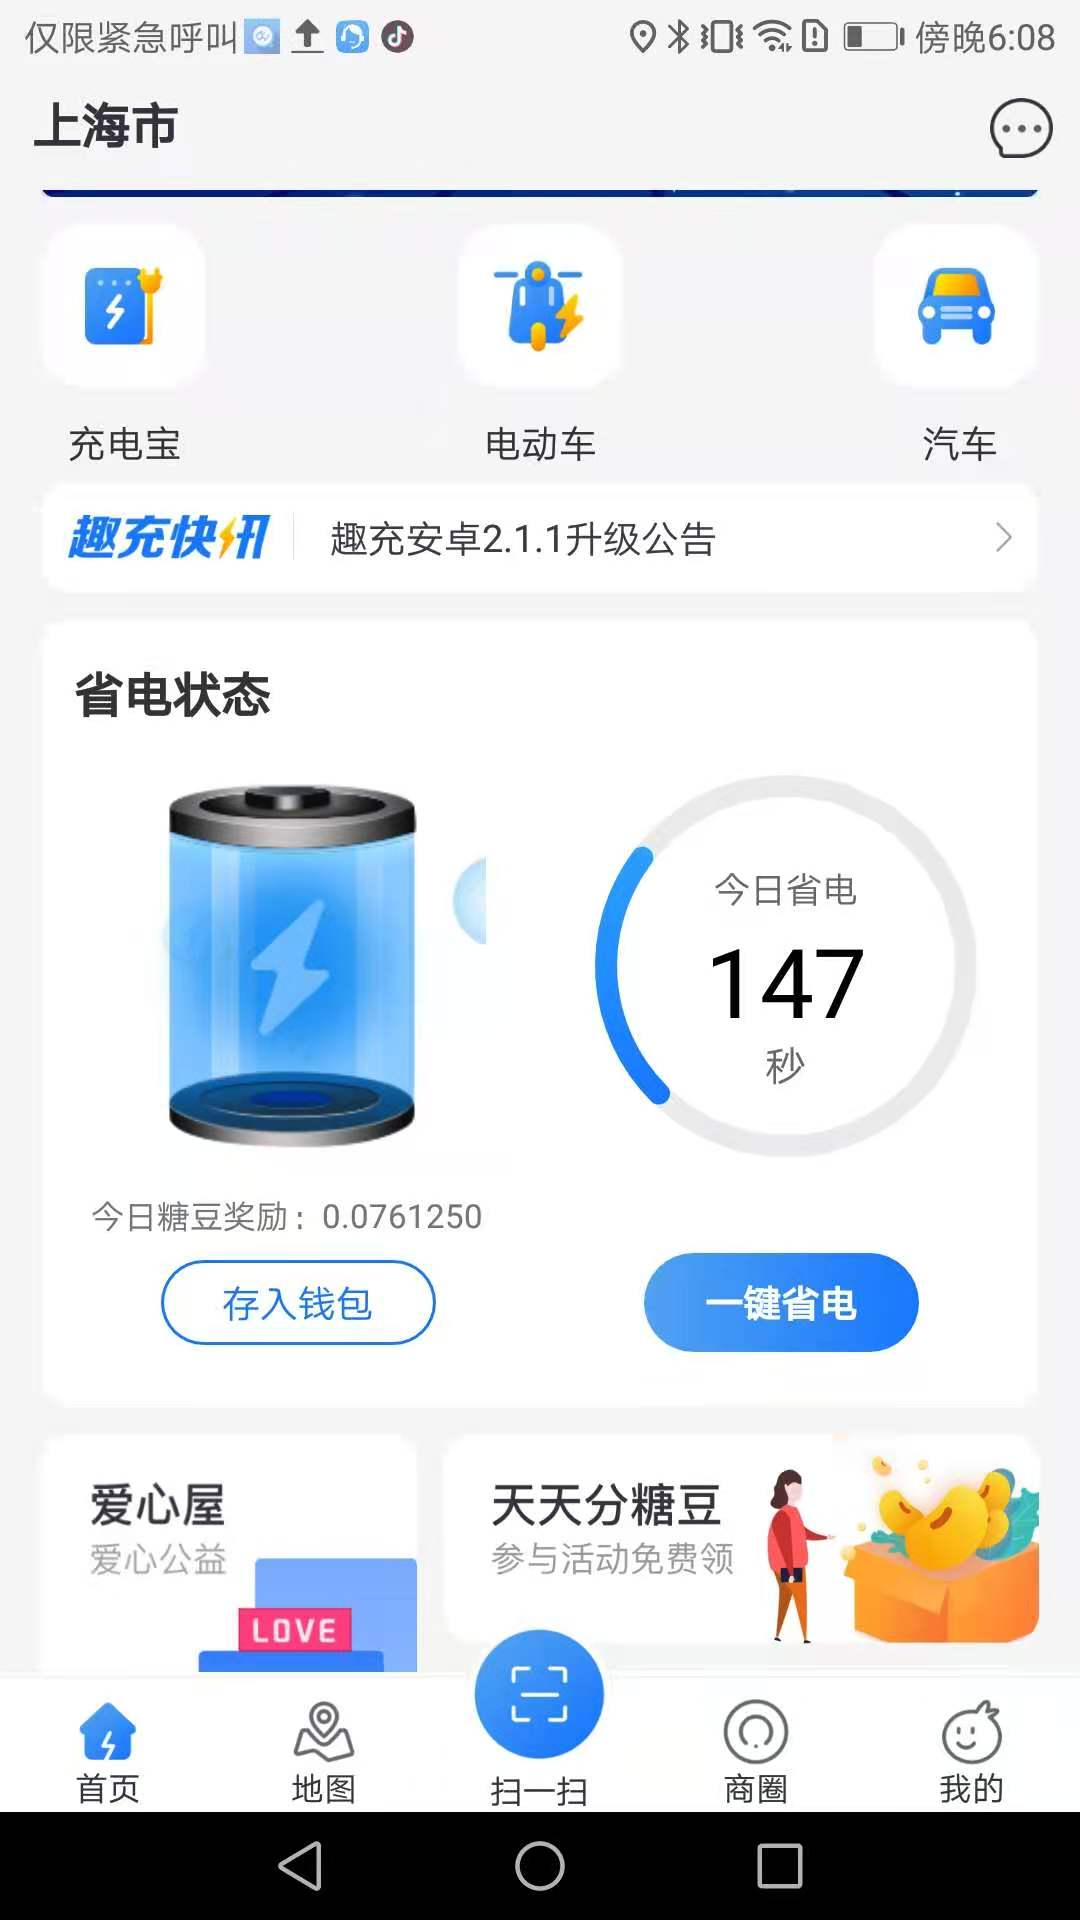 仅限紧急呼叫 傍晚6:08
上海市
充电宝 电动车 汽车
趣充快讯 趣充安卓2.1.1升级公告
省电状态
今日省电
147
秒
今日糖豆奖励：0.0761250
存入钱包 一键省电
爱心屋 天天分糖豆
爱心公益 参与活动免费领
LOVE
首页 地图 扫一扫 商圈 我的